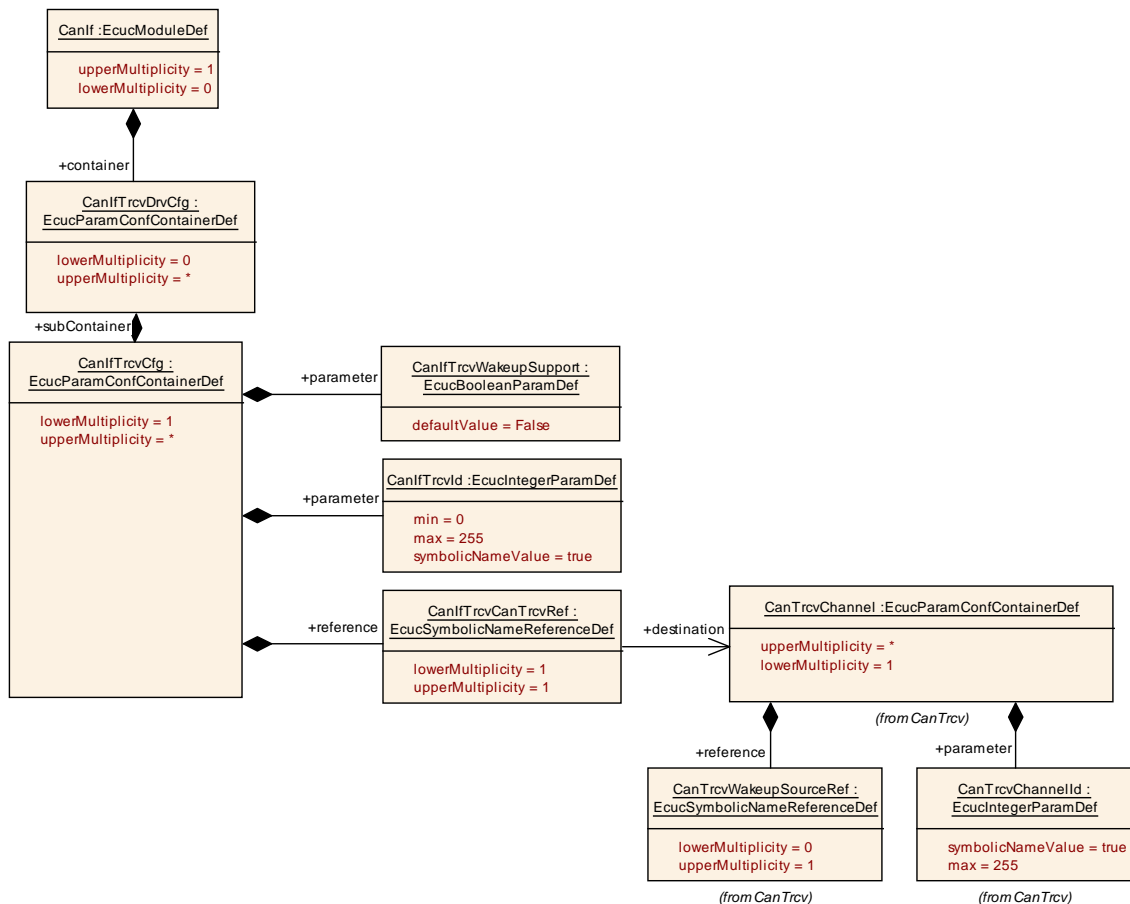 CanIf :EcucModuleDef
upperMultiplicity = 1
lowerMultiplicity = 0
+container
CanIfTrcvDrvCfg :
EcucParamConfContainerDef
lowerMultiplicity = 0
upperMultiplicity = *
+subContainer
CanIfTrcvCfg :
EcucParamConfContainerDef
lowerMultiplicity = 1
upperMultiplicity = *
+parameter
CanIfTrcvWakeupSupport :
EcucBooleanParamDef
defaultValue = False
+parameter
CanIfTrcvId :EcucIntegerParamDef
min = 0
max = 255
symbolicNameValue = true
+reference
CanIfTrcvCanTrcvRef :
EcucSymbolicNameReferenceDef
lowerMultiplicity = 1
upperMultiplicity = 1
+destination
CanTrcvChannel :EcucParamConfContainerDef
upperMultiplicity = *
lowerMultiplicity = 1
(from CanTrcv)
+reference
CanTrcvWakeupSourceRef :
EcucSymbolicNameReferenceDef
lowerMultiplicity = 0
upperMultiplicity = 1
(from CanTrcv)
+parameter
CanTrcvChannelId :
EcucIntegerParamDef
symbolicNameValue = true
max = 255
(from CanTrcv)